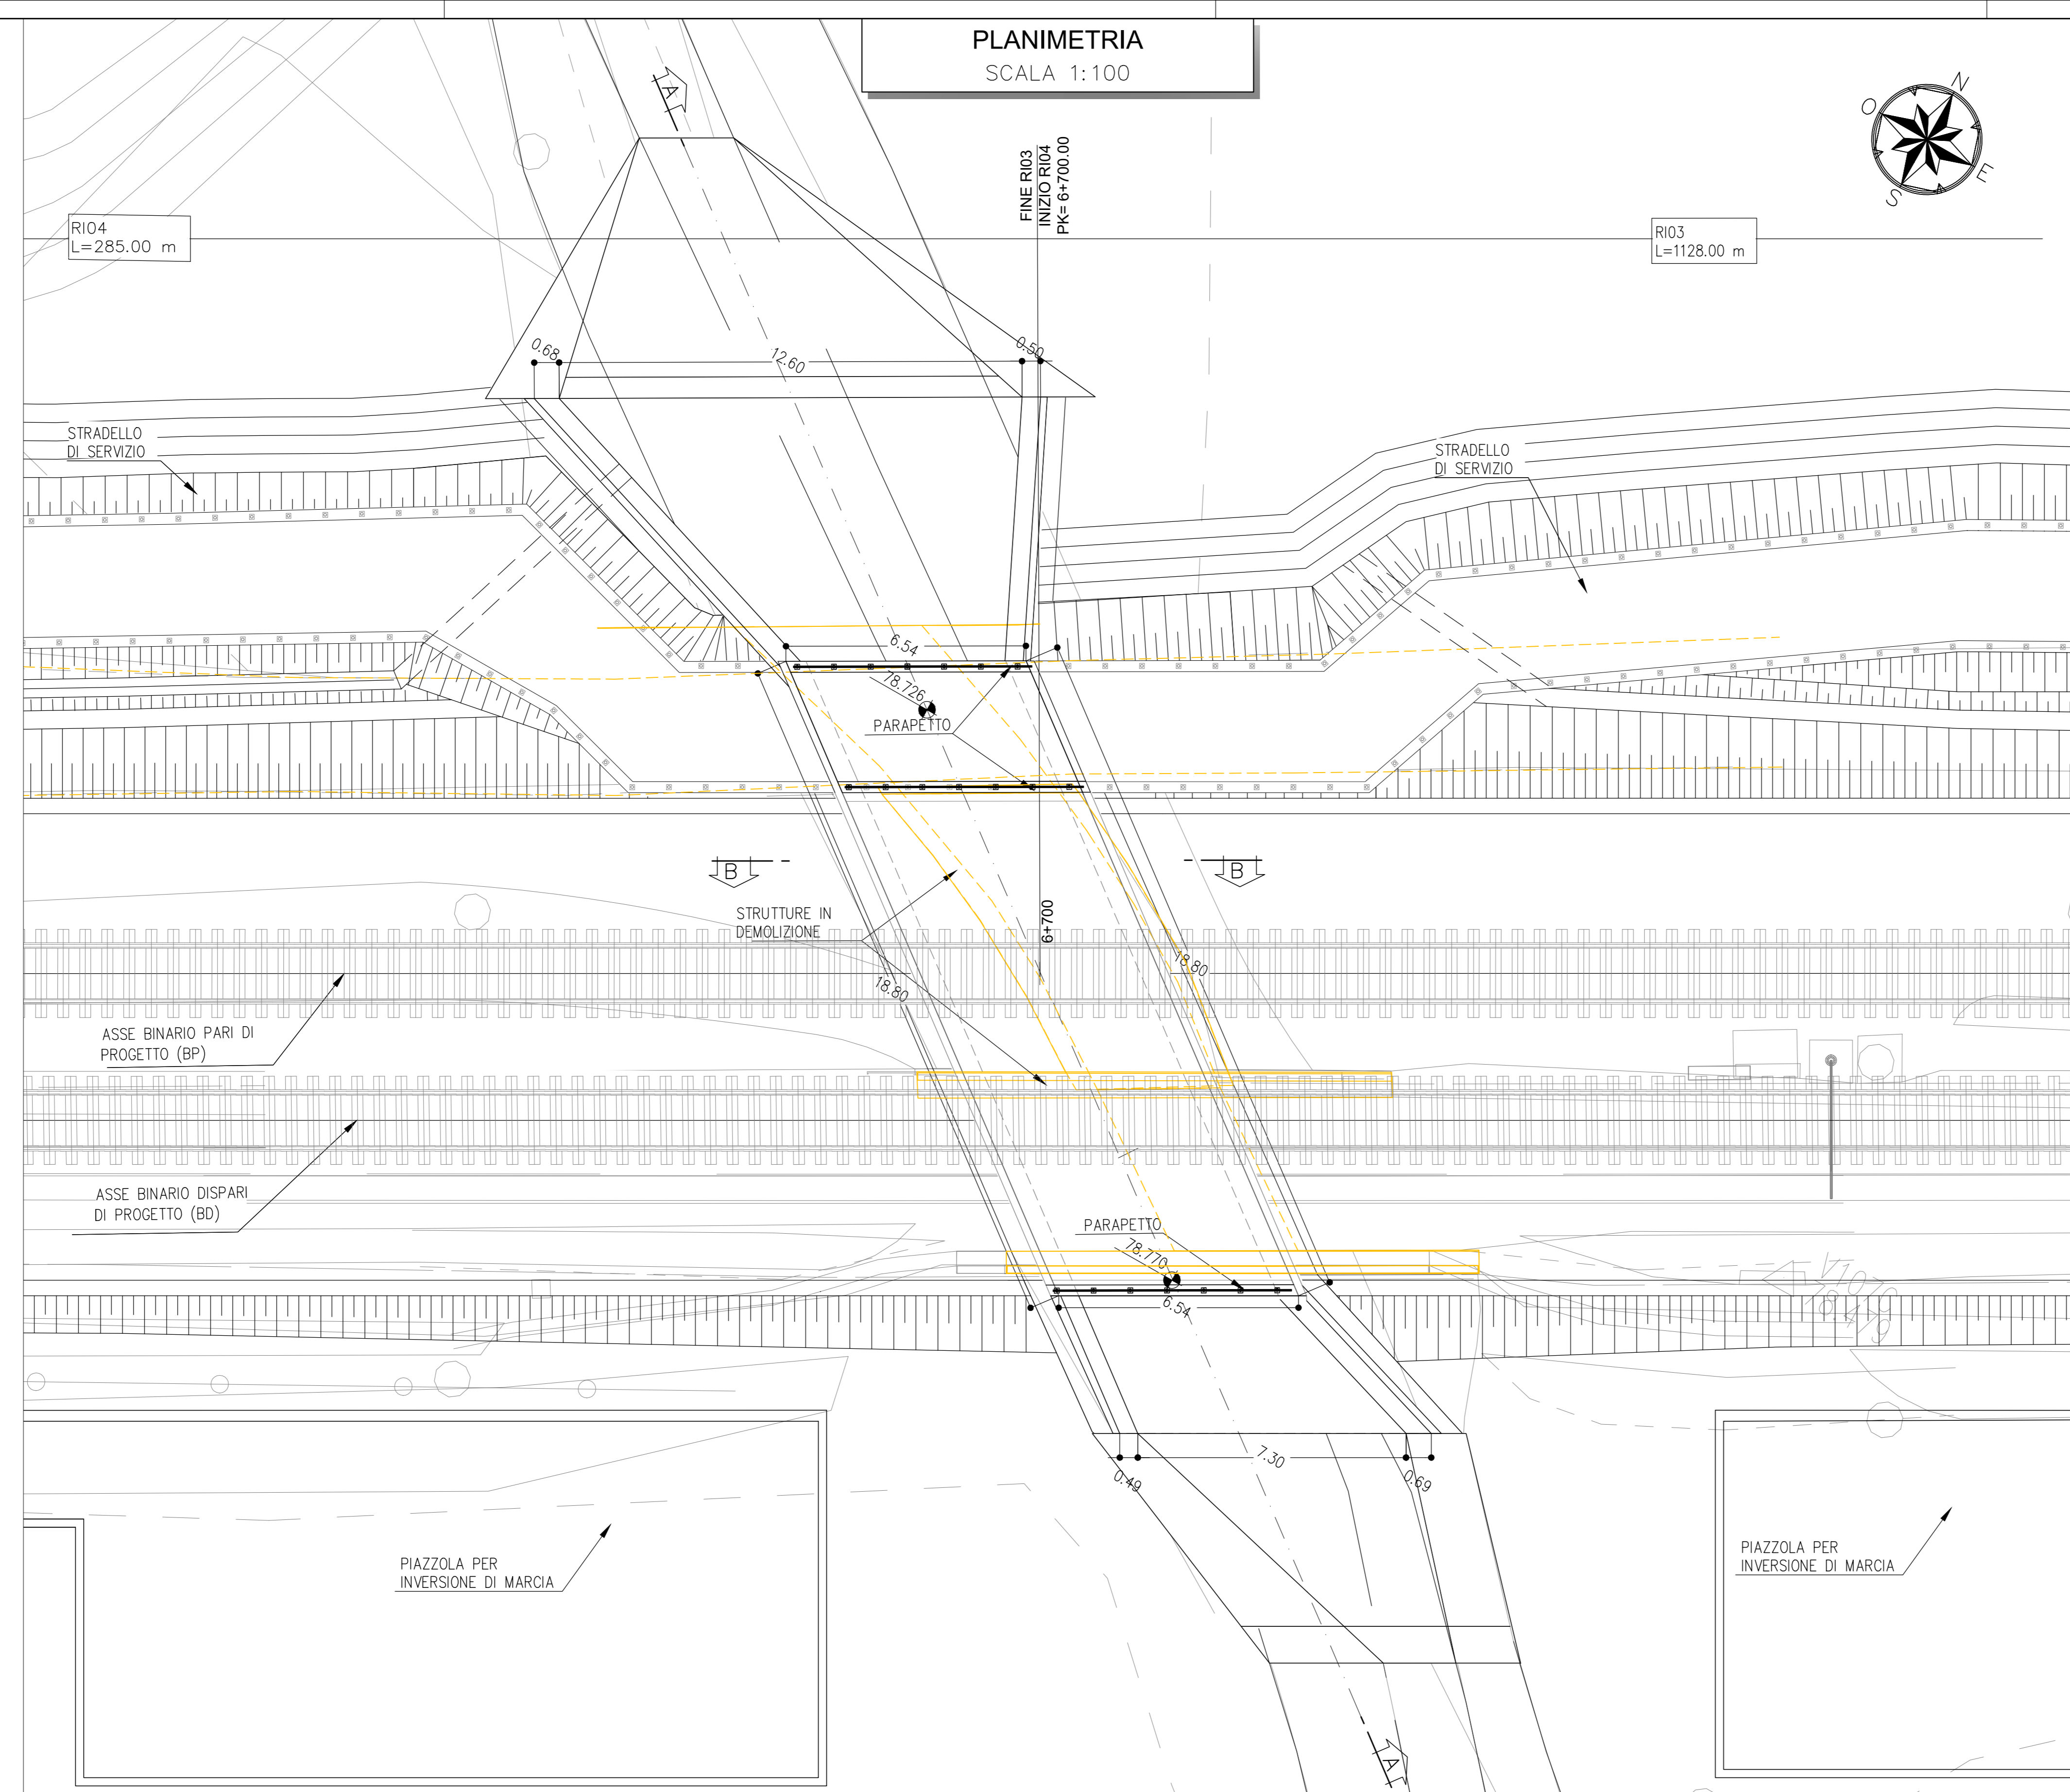 PLANIMETRIA
SCALA 1:100
N
O
E
S
A
FINE RI03
INIZIO RI04
PK= 6+700.00
RI04
L=285.00 m
RI03
L=1128.00 m
0.68
12.60
0.50
STRADELLO
DI SERVIZIO
STRADELLO
DI SERVIZIO
6.54
78.726
PARAPETTO
B
B
STRUTTURE IN
DEMOLIZIONE
6+700
18.80
18.80
ASSE BINARIO PARI DI
PROGETTO (BP)
ASSE BINARIO DISPARI
DI PROGETTO (BD)
PARAPETTO
78.770
6.54
7.30
0.49
0.69
PIAZZOLA PER
INVERSIONE DI MARCIA
PIAZZOLA PER
INVERSIONE DI MARCIA
A